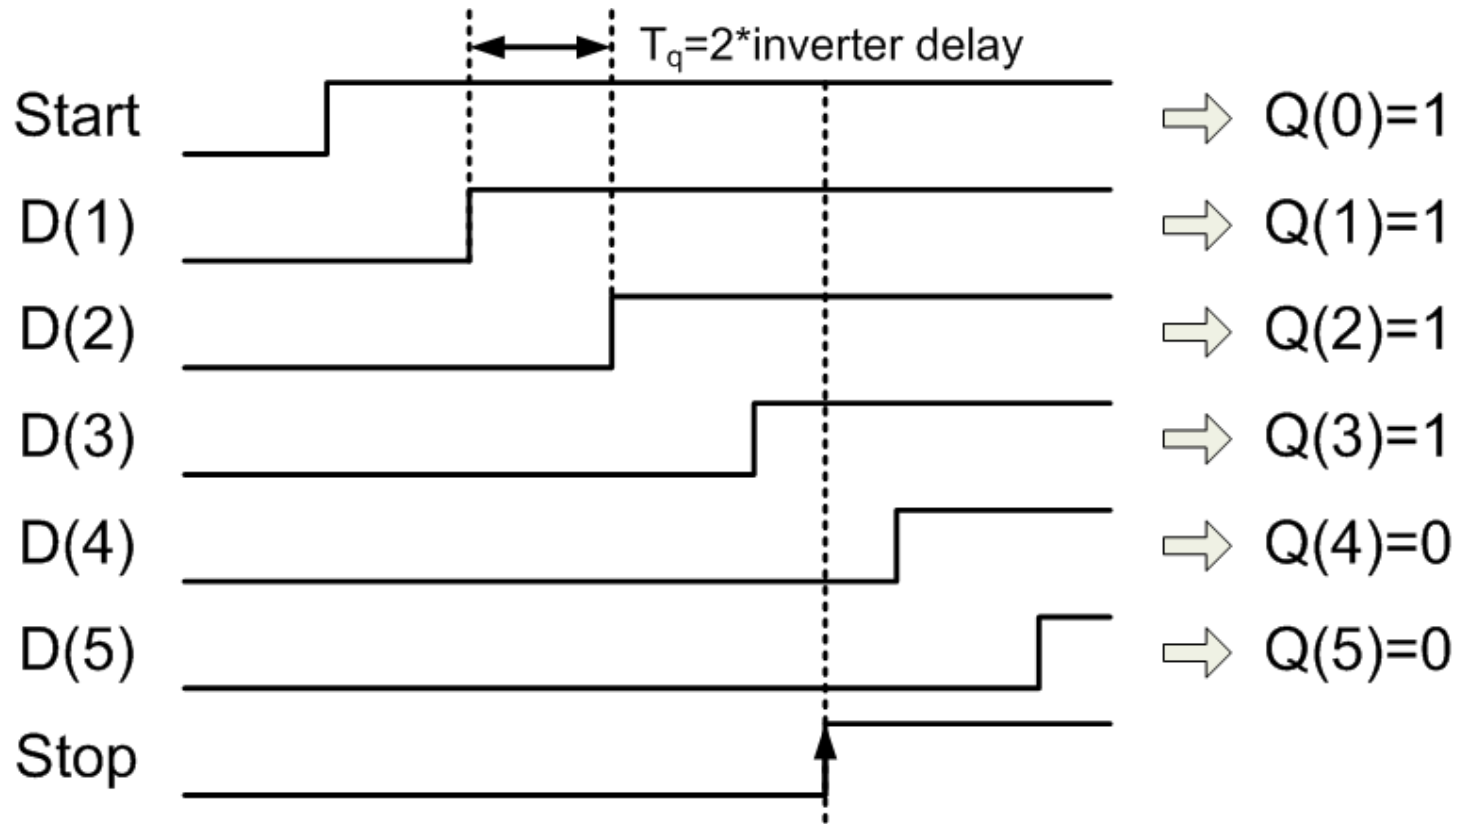 T_q=2*inverter delay
Start Q(0)=1
D(1) Q(1)=1
D(2) Q(2)=1
D(3) Q(3)=1
D(4) Q(4)=0
D(5) Q(5)=0
Stop